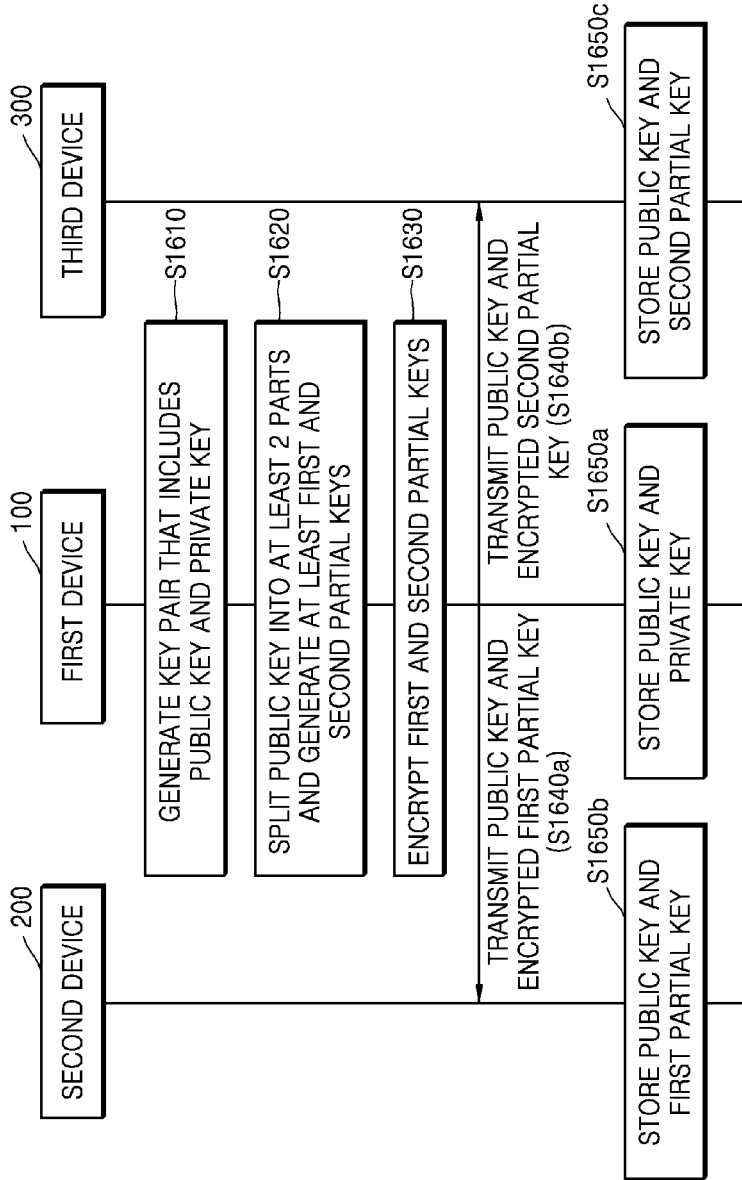 200
SECOND DEVICE
100
FIRST DEVICE
300
THIRD DEVICE
GENERATE KEY PAIR THAT INCLUDES
PUBLIC KEY AND PRIVATE KEY
S1610
SPLIT PUBLIC KEY INTO AT LEAST 2 PARTS
AND GENERATE AT LEAST FIRST AND
SECOND PARTIAL KEYS
S1620
ENCRYPT FIRST AND SECOND PARTIAL KEYS
S1630
TRANSMIT PUBLIC KEY AND
ENCRYPTED FIRST PARTIAL KEY
(S1640a)
TRANSMIT PUBLIC KEY AND
ENCRYPTED SECOND PARTIAL
KEY (S1640b)
S1650b
STORE PUBLIC KEY AND
FIRST PARTIAL KEY
S1650a
STORE PUBLIC KEY AND
PRIVATE KEY
S1650c
STORE PUBLIC KEY AND
SECOND PARTIAL KEY